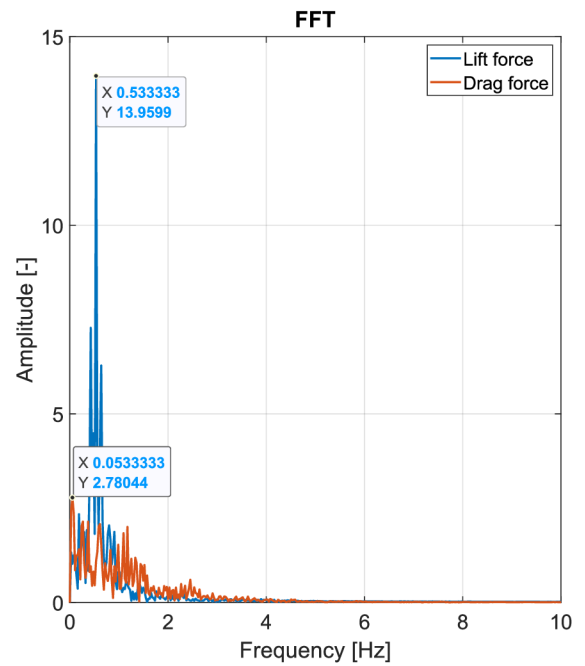 FFT
15
Lift force
Drag force
X 0.533333
Y 13.9599
10
Amplitude [-]
5
X 0.0533333
Y 2.78044
0
0 2 4 6 8 10
Frequency [Hz]